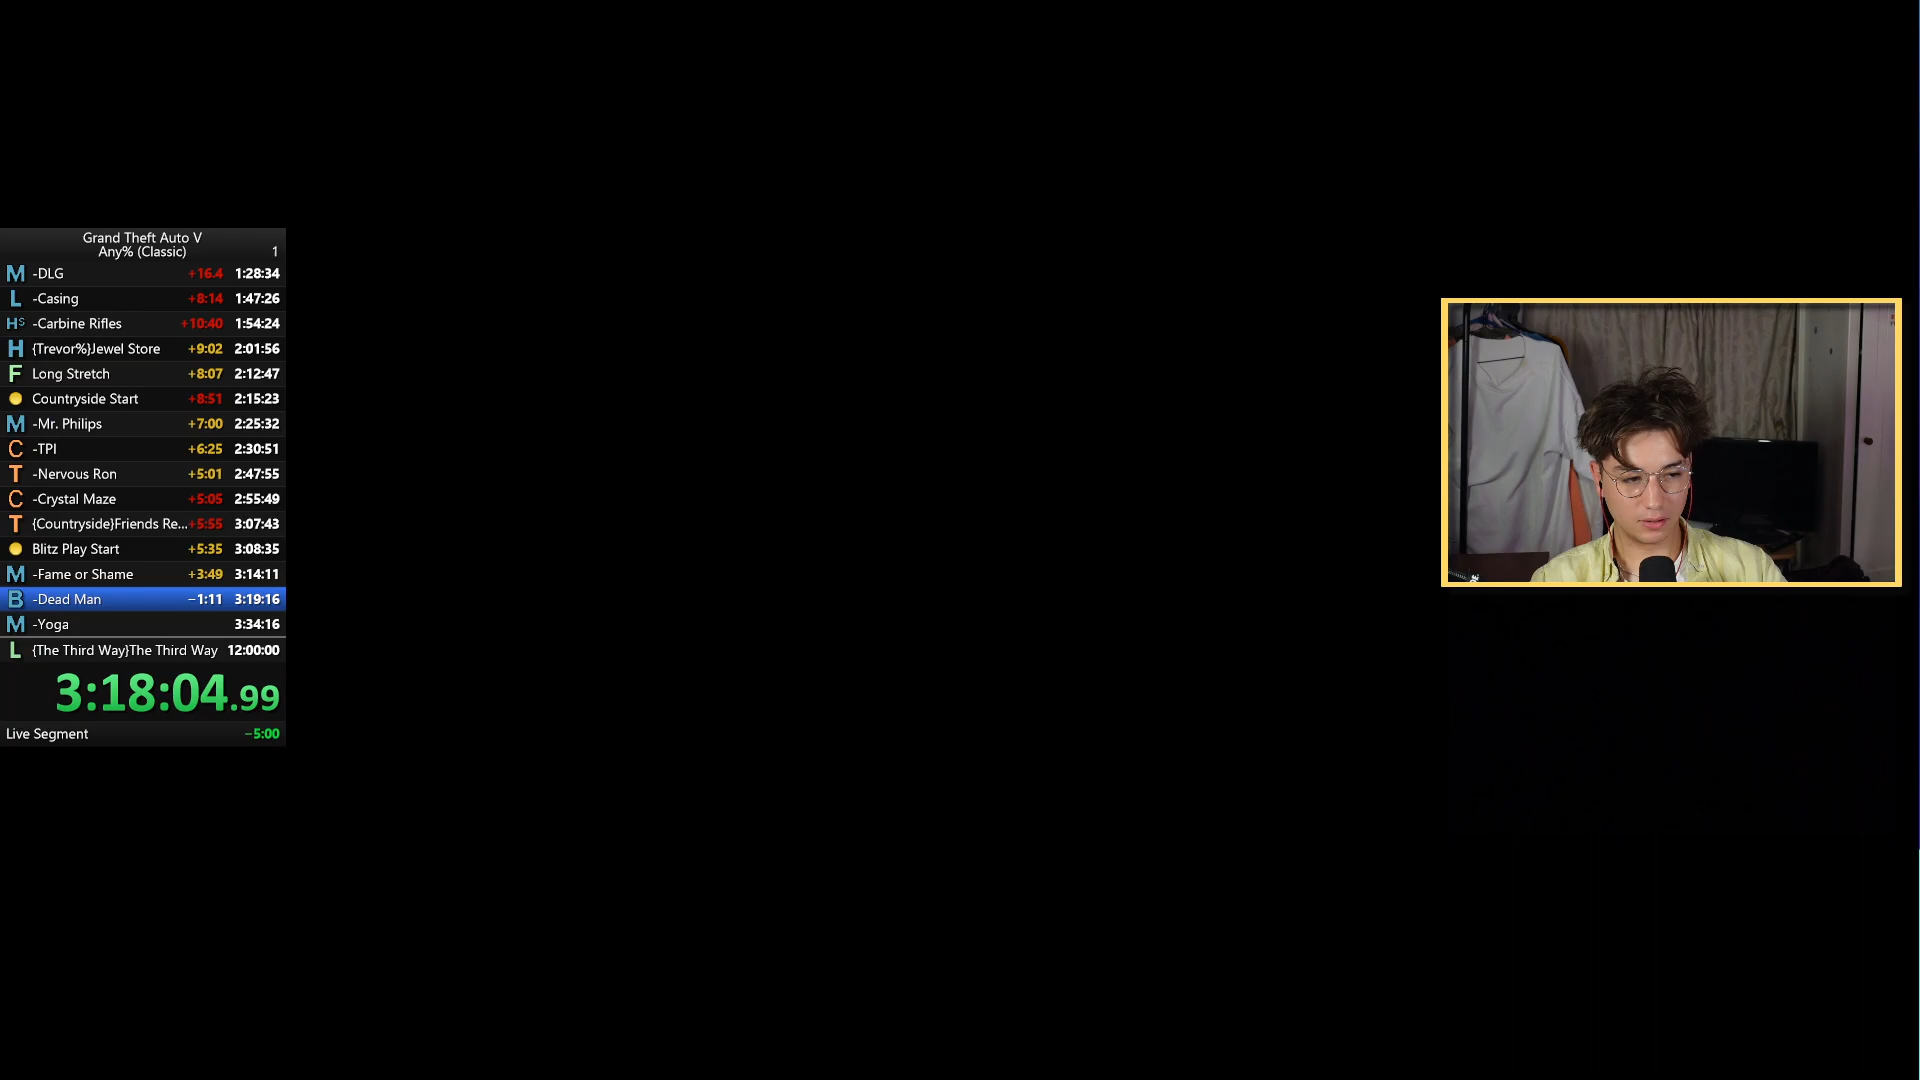 Grand Theft Auto V
Any% (Classic) 1
M -DLG +16.4 1:28:34
L -Casing +8:14 1:47:26
HS -Carbine Rifles +10:40 1:54:24
H {Trevor%}Jewel Store +9:02 2:01:56
F Long Stretch +8:07 2:12:47
Countryside Start +8:51 2:15:23
M -Mr. Philips +7:00 2:25:32
C -TPI +6:25 2:30:51
T -Nervous Ron +5:01 2:47:55
C -Crystal Maze +5:05 2:55:49
T {Countryside}Friends Re... +5:55 3:07:43
Blitz Play Start +5:35 3:08:35
M -Fame or Shame +3:49 3:14:11
B -Dead Man −1:11 3:19:16
M -Yoga 3:34:16
L {The Third Way}The Third Way 12:00:00
3:18:04.99
Live Segment −5:00